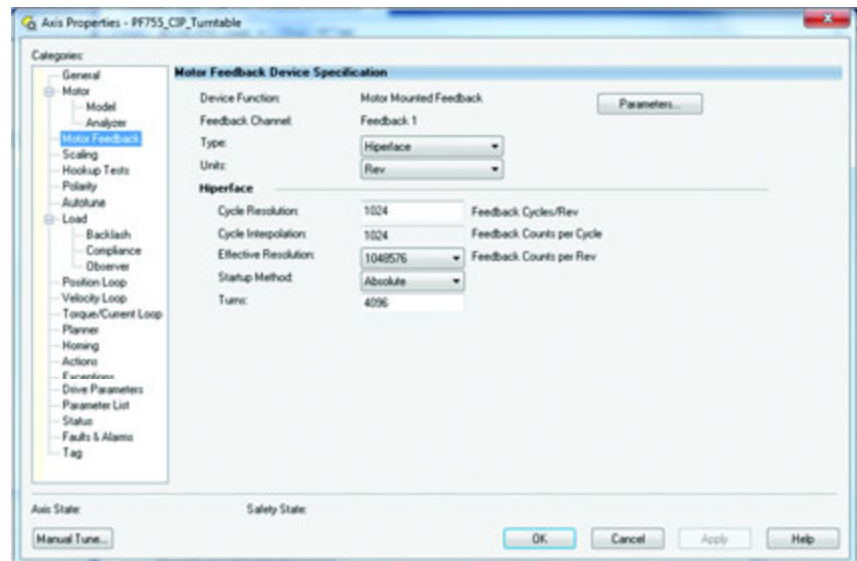 Axis Properties - PF755_CIP_Turntable
Categories:
General
Motor
Model
Analyzer
Motor Feedback
Scaling
Hookup Tests
Polarity
Autotune
Load
Backlash
Compliance
Observer
Position Loop
Velocity Loop
Torque/Current Loop
Planner
Homing
Actions
Exceptions
Drive Parameters
Parameter List
Status
Faults & Alarms
Tag
Motor Feedback Device Specification
Device Function: Motor Mounted Feedback Parameters...
Feedback Channel: Feedback 1
Type: Hiperface
Units: Rev
Hiperface
Cycle Resolution: 1024 Feedback Cycles/Rev
Cycle Interpolation: 1024 Feedback Counts per Cycle
Effective Resolution: 1048576 Feedback Counts per Rev
Startup Method: Absolute
Turns: 4096
Axis State: Safety State:
Manual Tune... OK Cancel Apply Help